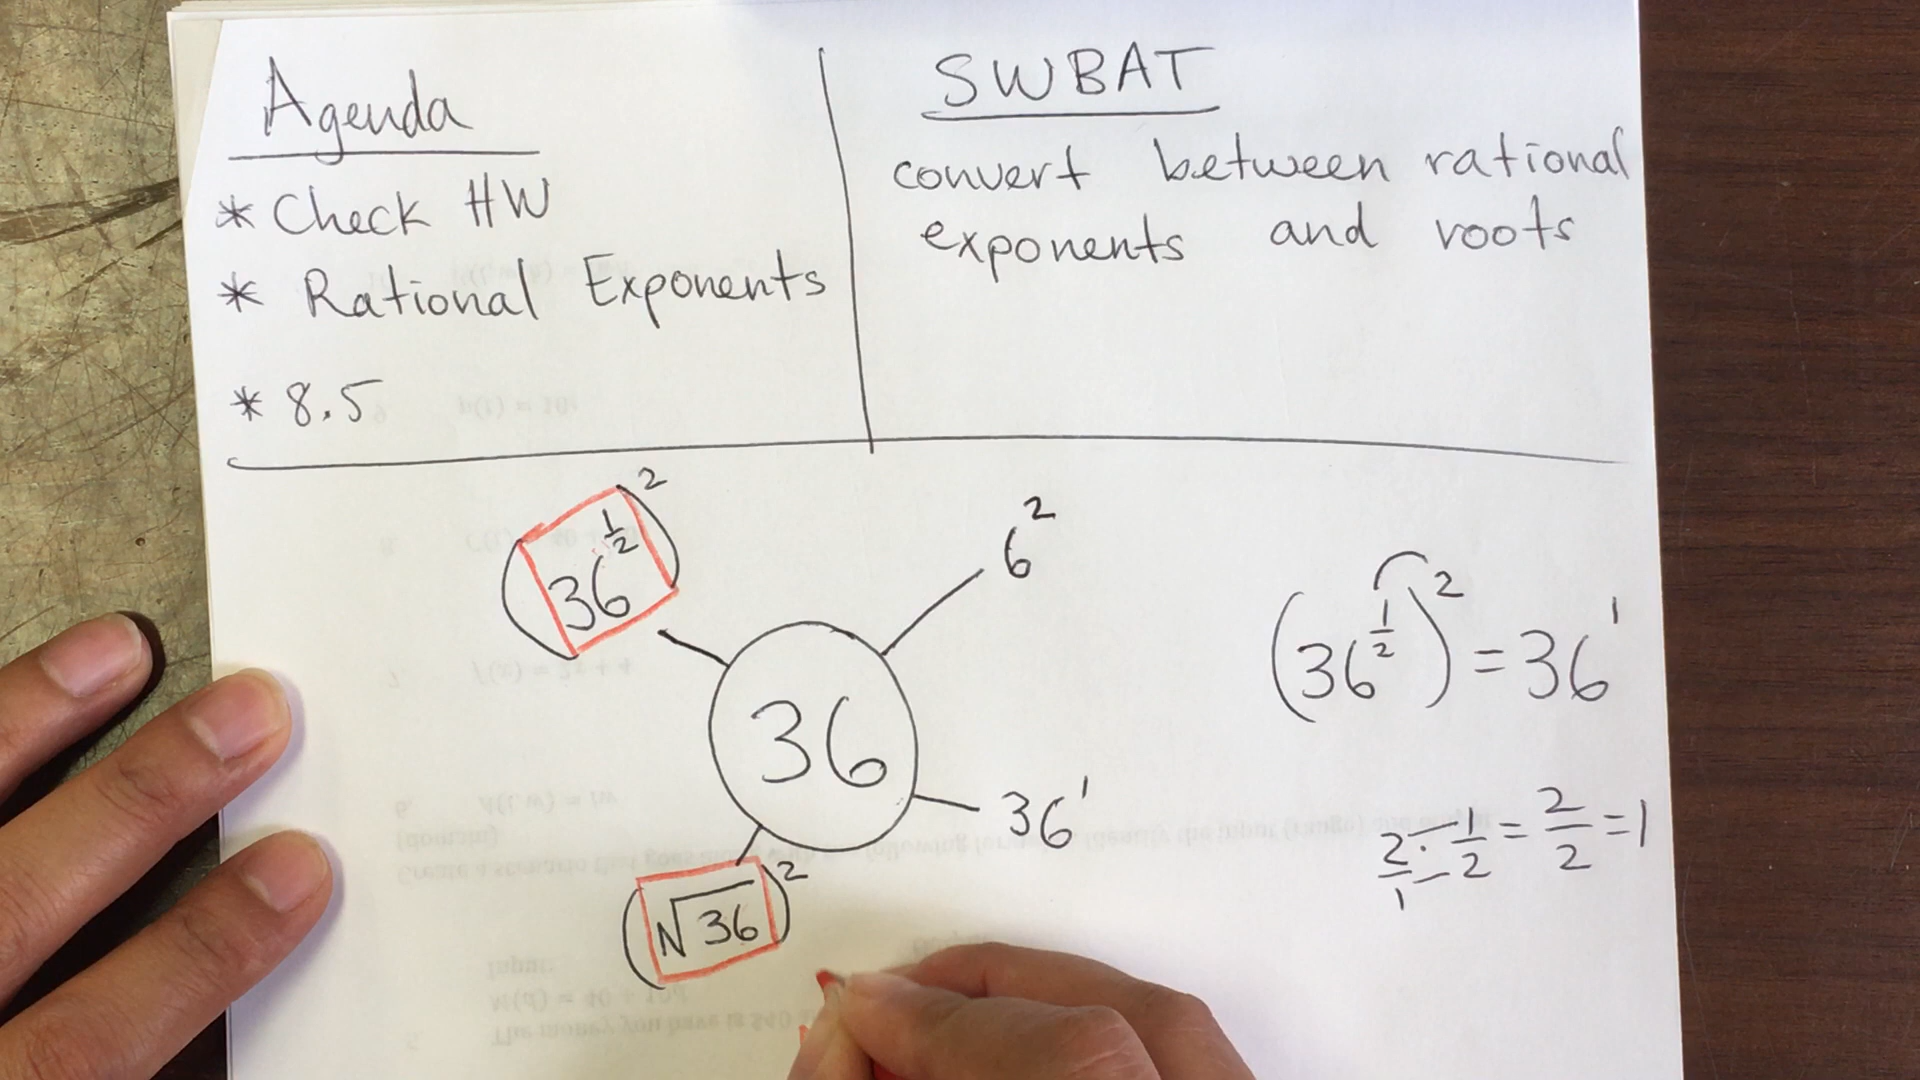 Agenda
* Check HW
* Rational Exponents
* 8.5
SWBAT
convert between rational
exponents and roots
(36^{1/2})^2
6^2
36
36^1
(√36)^2
(36^{1/2})^2 = 36^1
2/1 · 1/2 = 2/2 = 1